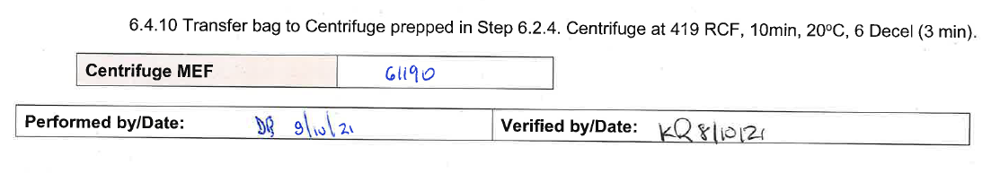 6.4.10 Transfer bag to Centrifuge prepped in Step 6.2.4. Centrifuge at 419 RCF, 10min, 20ºC, 6 Decel (3 min).
Centrifuge MEF 61190
Performed by/Date: DB 9/10/21 Verified by/Date: KQ 8/10/21